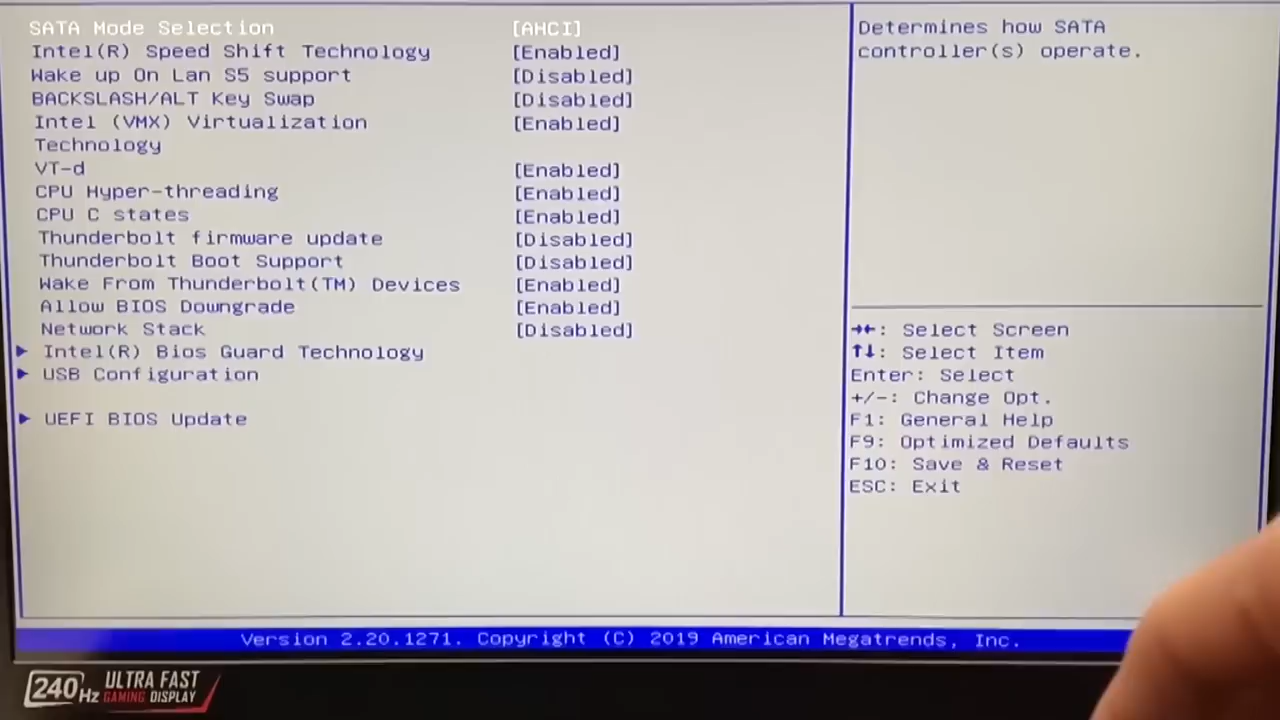 SATA Mode Selection [AHCI]
Intel(R) Speed Shift Technology [Enabled]
Wake up On Lan S5 support [Disabled]
BACKSLASH/ALT Key Swap [Disabled]
Intel (VMX) Virtualization [Enabled]
Technology
VT-d [Enabled]
CPU Hyper-threading [Enabled]
CPU C states [Enabled]
Thunderbolt firmware update [Disabled]
Thunderbolt Boot Support [Disabled]
Wake From Thunderbolt(TM) Devices [Enabled]
Allow BIOS Downgrade [Enabled]
Network Stack [Disabled]
Intel(R) Bios Guard Technology
USB Configuration
UEFI BIOS Update
Determines how SATA
controller(s) operate.
→←: Select Screen
↑↓: Select Item
Enter: Select
+/-: Change Opt.
F1: General Help
F9: Optimized Defaults
F10: Save & Reset
ESC: Exit
Version 2.20.1271. Copyright (C) 2019 American Megatrends, Inc.
240Hz ULTRA FAST
GAMING DISPLAY